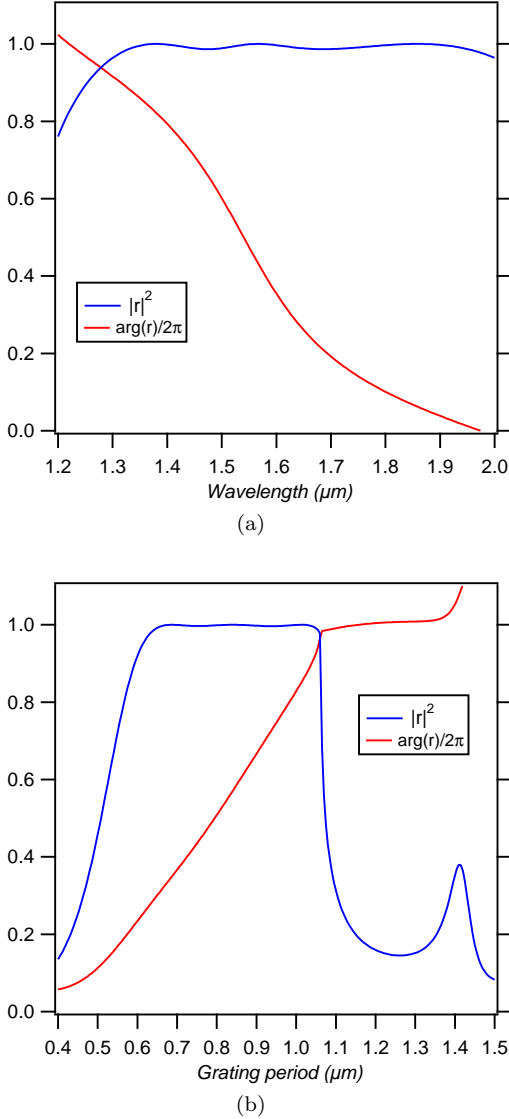 1.0
0.8
0.6
0.4
0.2
0.0
|r|²
arg(r)/2π
1.2 1.3 1.4 1.5 1.6 1.7 1.8 1.9 2.0
Wavelength (µm)
(a)
1.0
0.8
0.6
0.4
0.2
0.0
|r|²
arg(r)/2π
0.4 0.5 0.6 0.7 0.8 0.9 1.0 1.1 1.2 1.3 1.4 1.5
Grating period (µm)
(b)